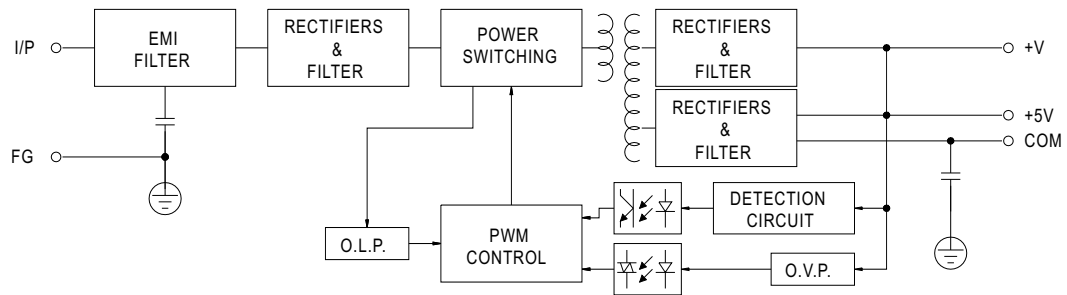 I/P
EMI
FILTER
RECTIFIERS
&
FILTER
POWER
SWITCHING
RECTIFIERS
&
FILTER
+V
RECTIFIERS
&
FILTER
+5V
COM
FG
DETECTION
CIRCUIT
O.L.P.
PWM
CONTROL
O.V.P.